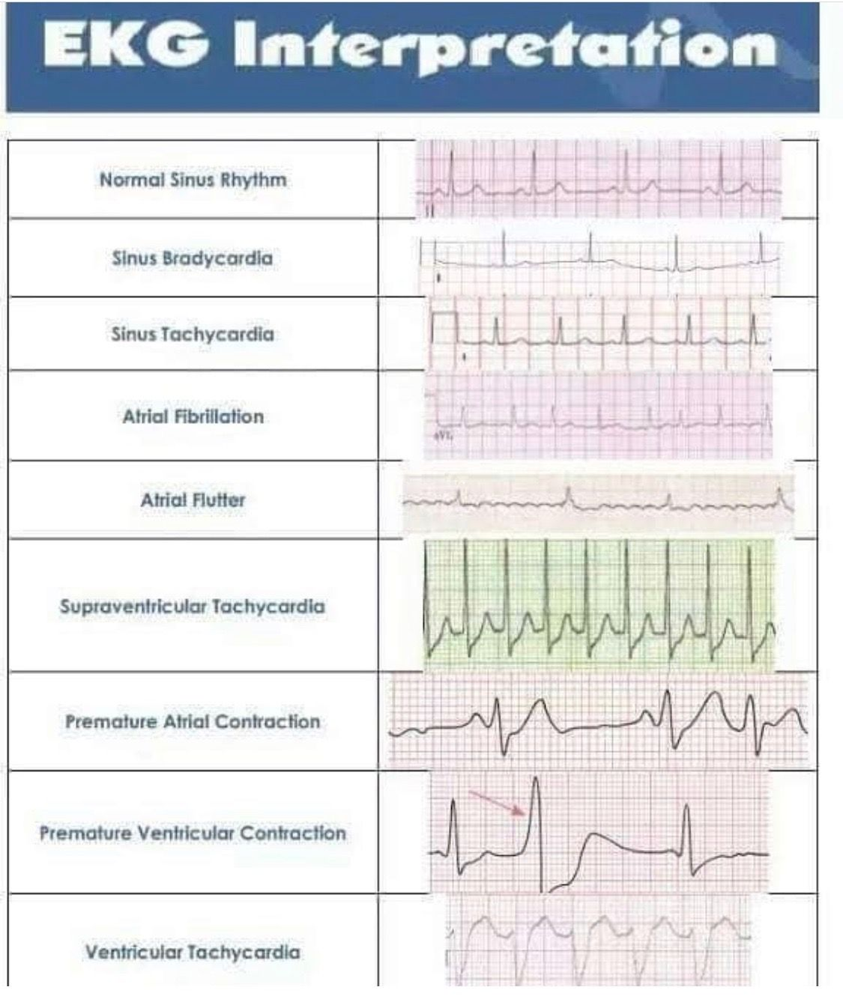 EKG Interpretation
Normal Sinus Rhythm
Sinus Bradycardia
Sinus Tachycardia
Atrial Fibrillation
aVL
Atrial Flutter
Supraventricular Tachycardia
Premature Atrial Contraction
Premature Ventricular Contraction
Ventricular Tachycardia